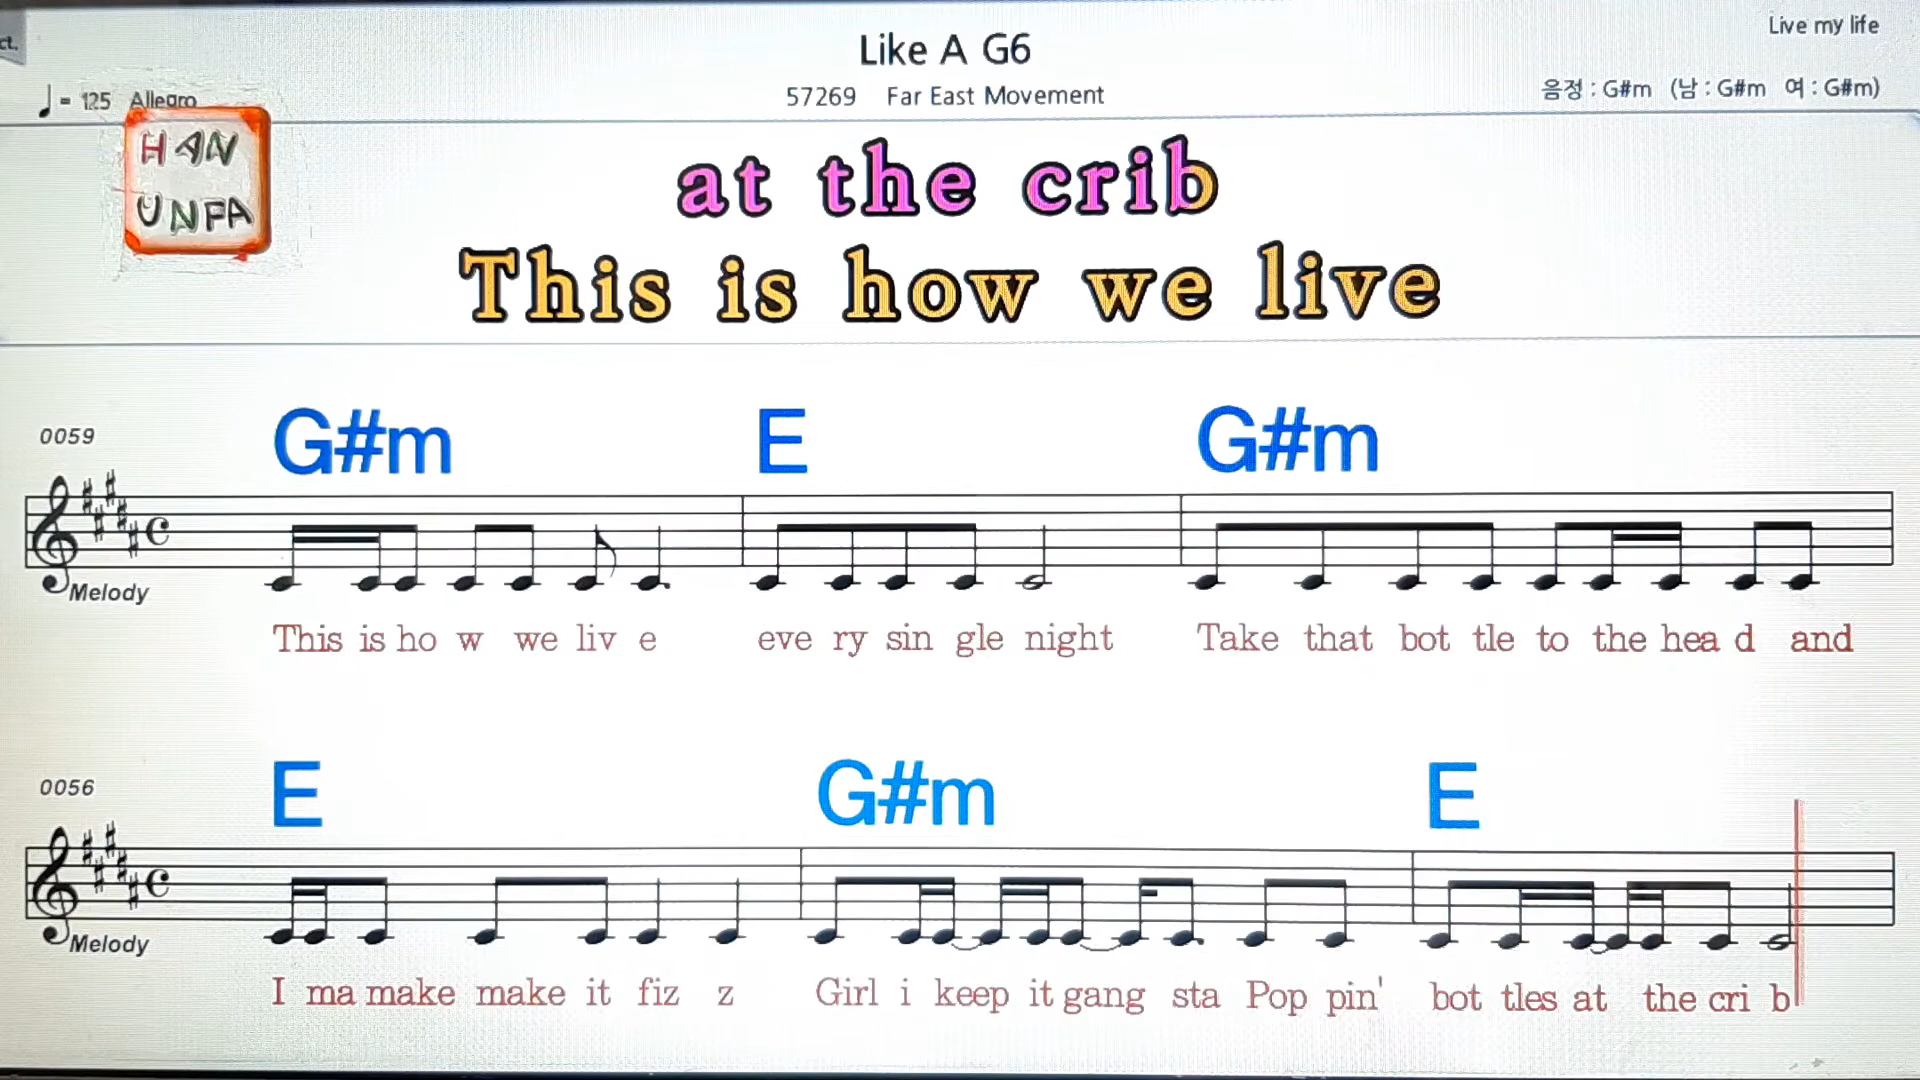 ct.
Live my life
Like A G6
♩= 125 Allegro
57269 Far East Movement
음정 : G#m (남 : G#m 여 : G#m)
HAN
UNFA
at the crib
This is how we live
0059
G#m E G#m
Melody
This is ho w we liv e eve ry sin gle night Take that bot tle to the hea d and
0056
E G#m E
Melody
I ma make make it fiz z Girl i keep it gang sta Pop pin' bot tles at the cri b